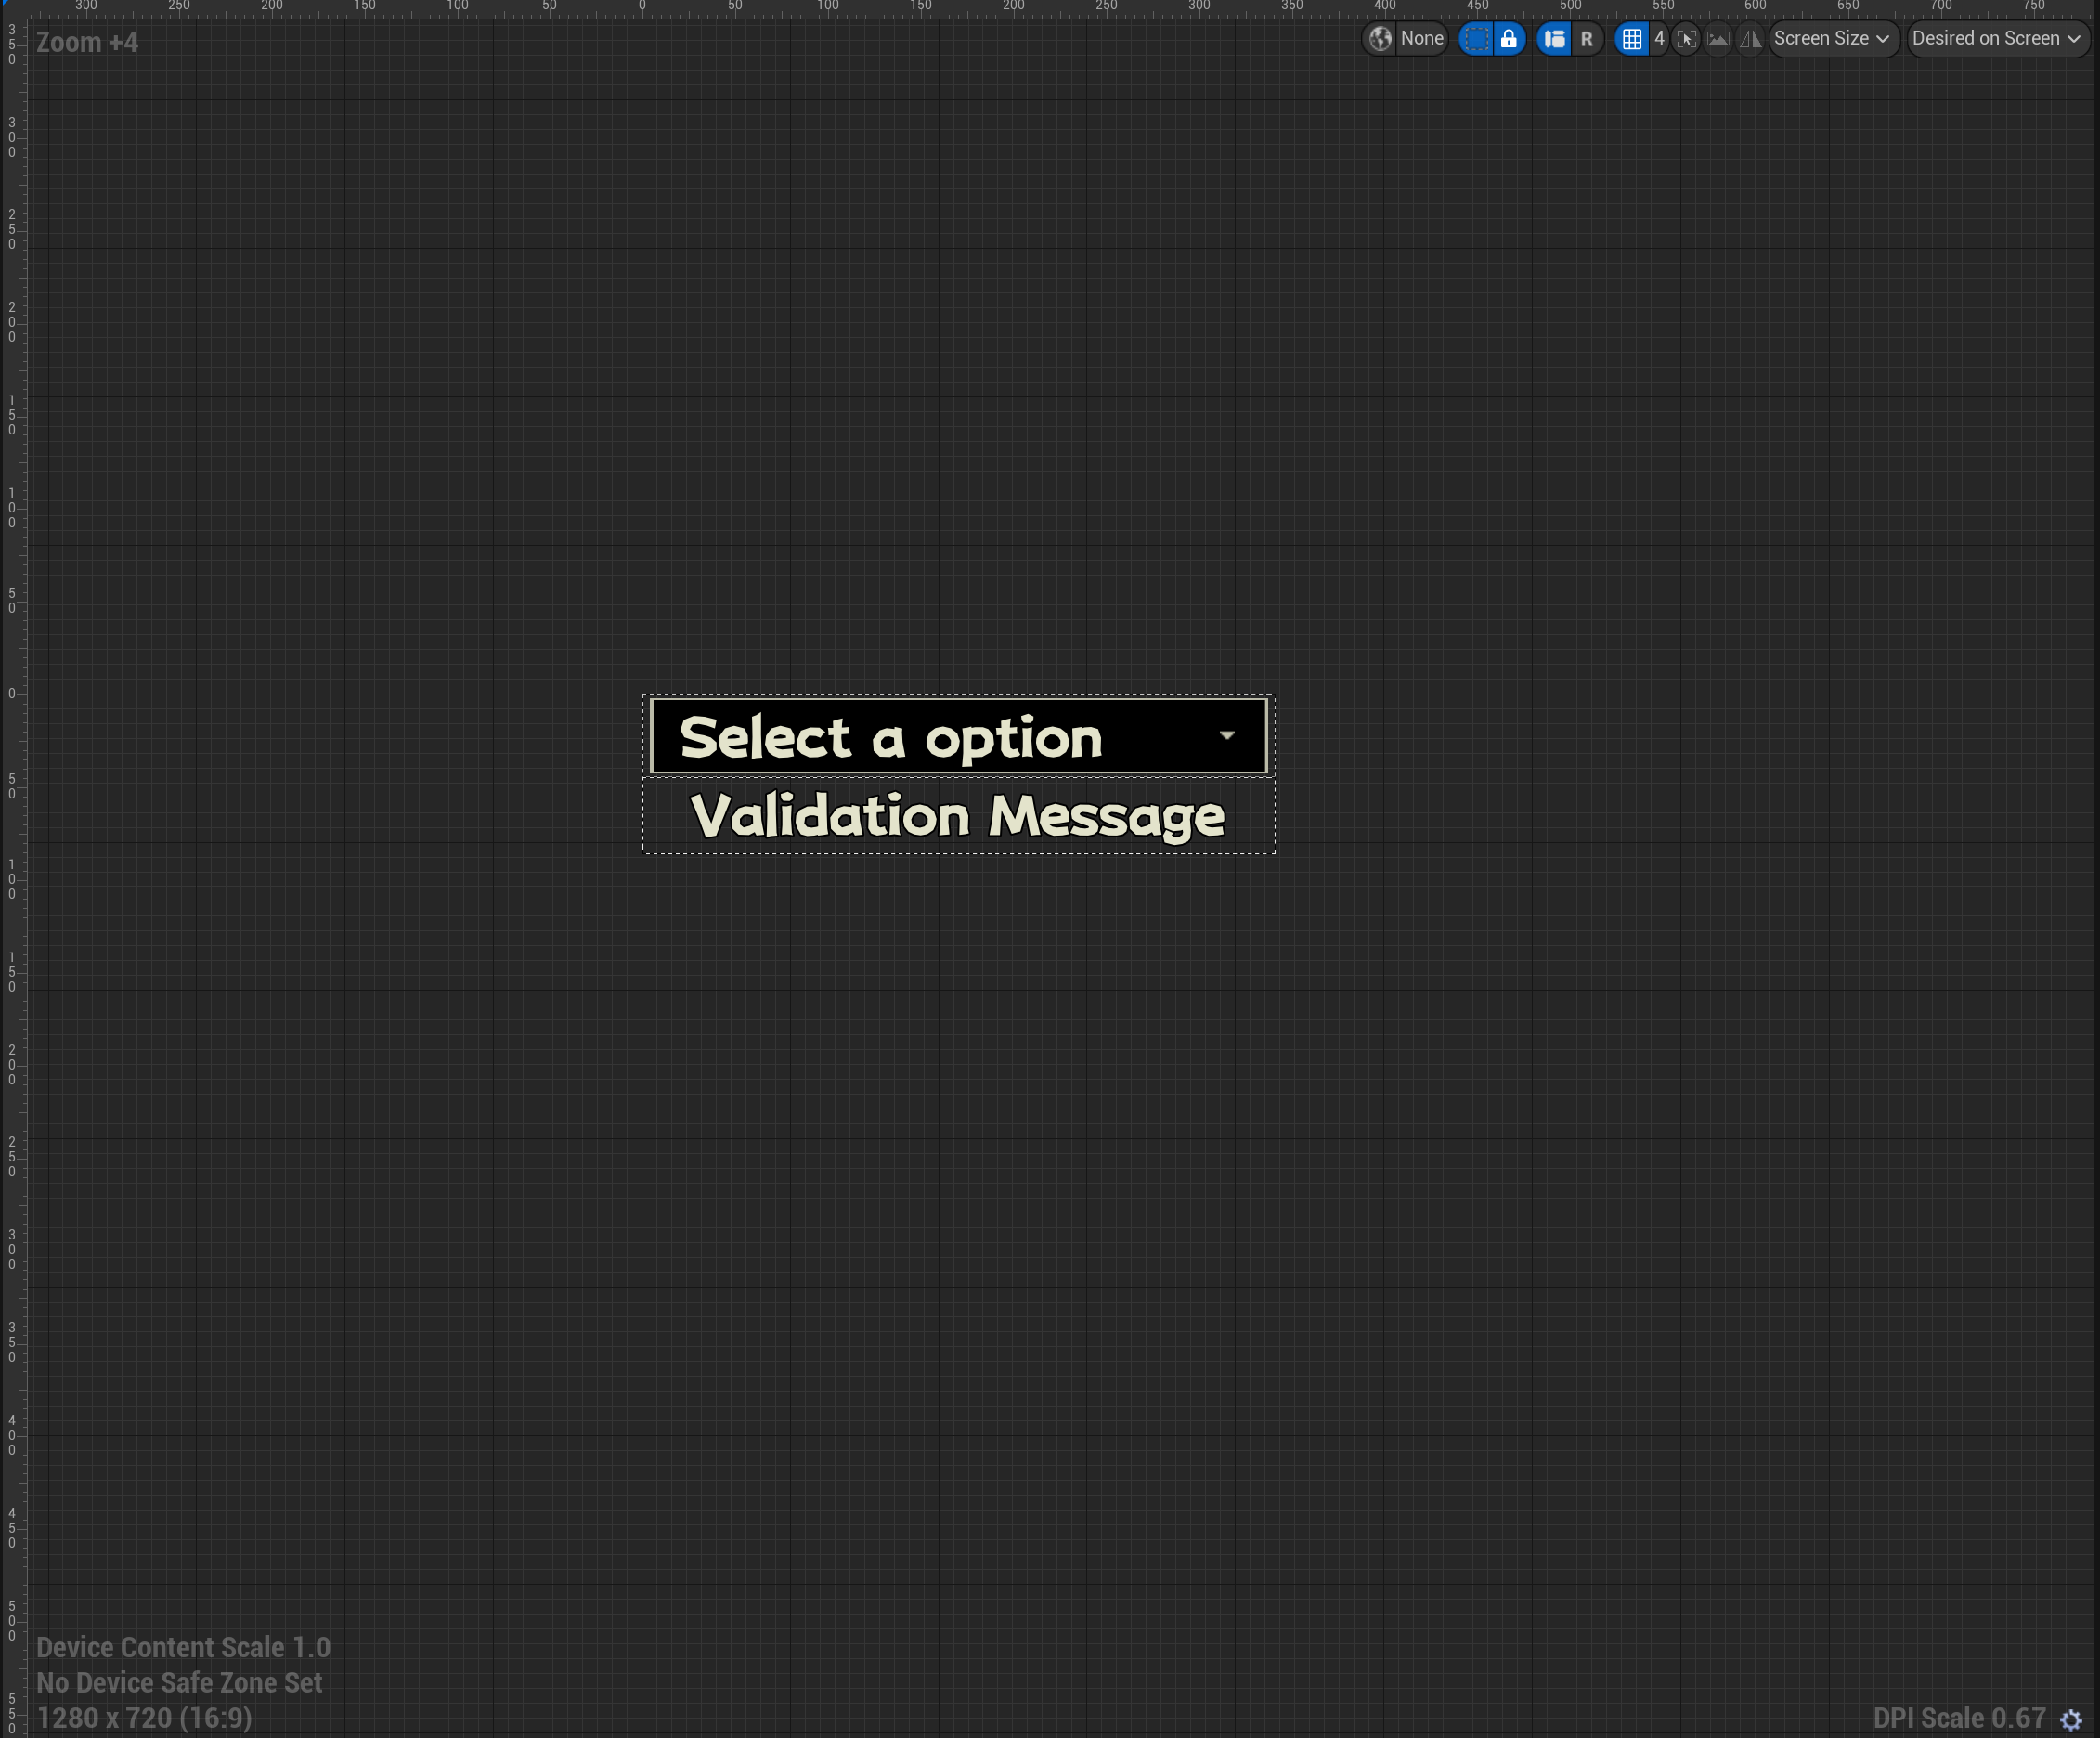 300 250 200 150 100 50 0 50 100 150 200 250 300 350 400 450 500 550 600 650 700 750
Zoom +4
None
R
4
Screen Size
Desired on Screen
350
300
250
200
150
100
50
0
50
100
150
200
250
300
350
400
450
500
550
Select a option
Validation Message
Device Content Scale 1.0
No Device Safe Zone Set
1280 x 720 (16:9)
DPI Scale 0.67